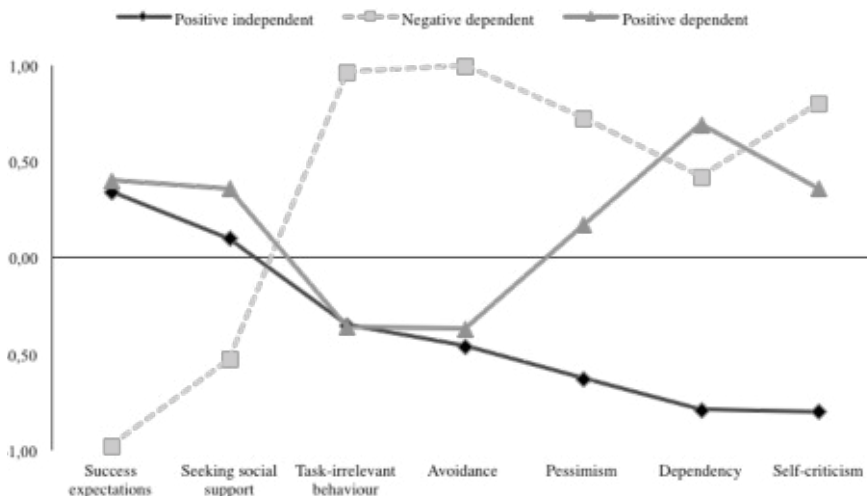 Positive independent Negative dependent Positive dependent
1,00
0,50
0,00
0,50
1,00
Success expectations
Seeking social support
Task-irrelevant behaviour
Avoidance
Pessimism
Dependency
Self-criticism